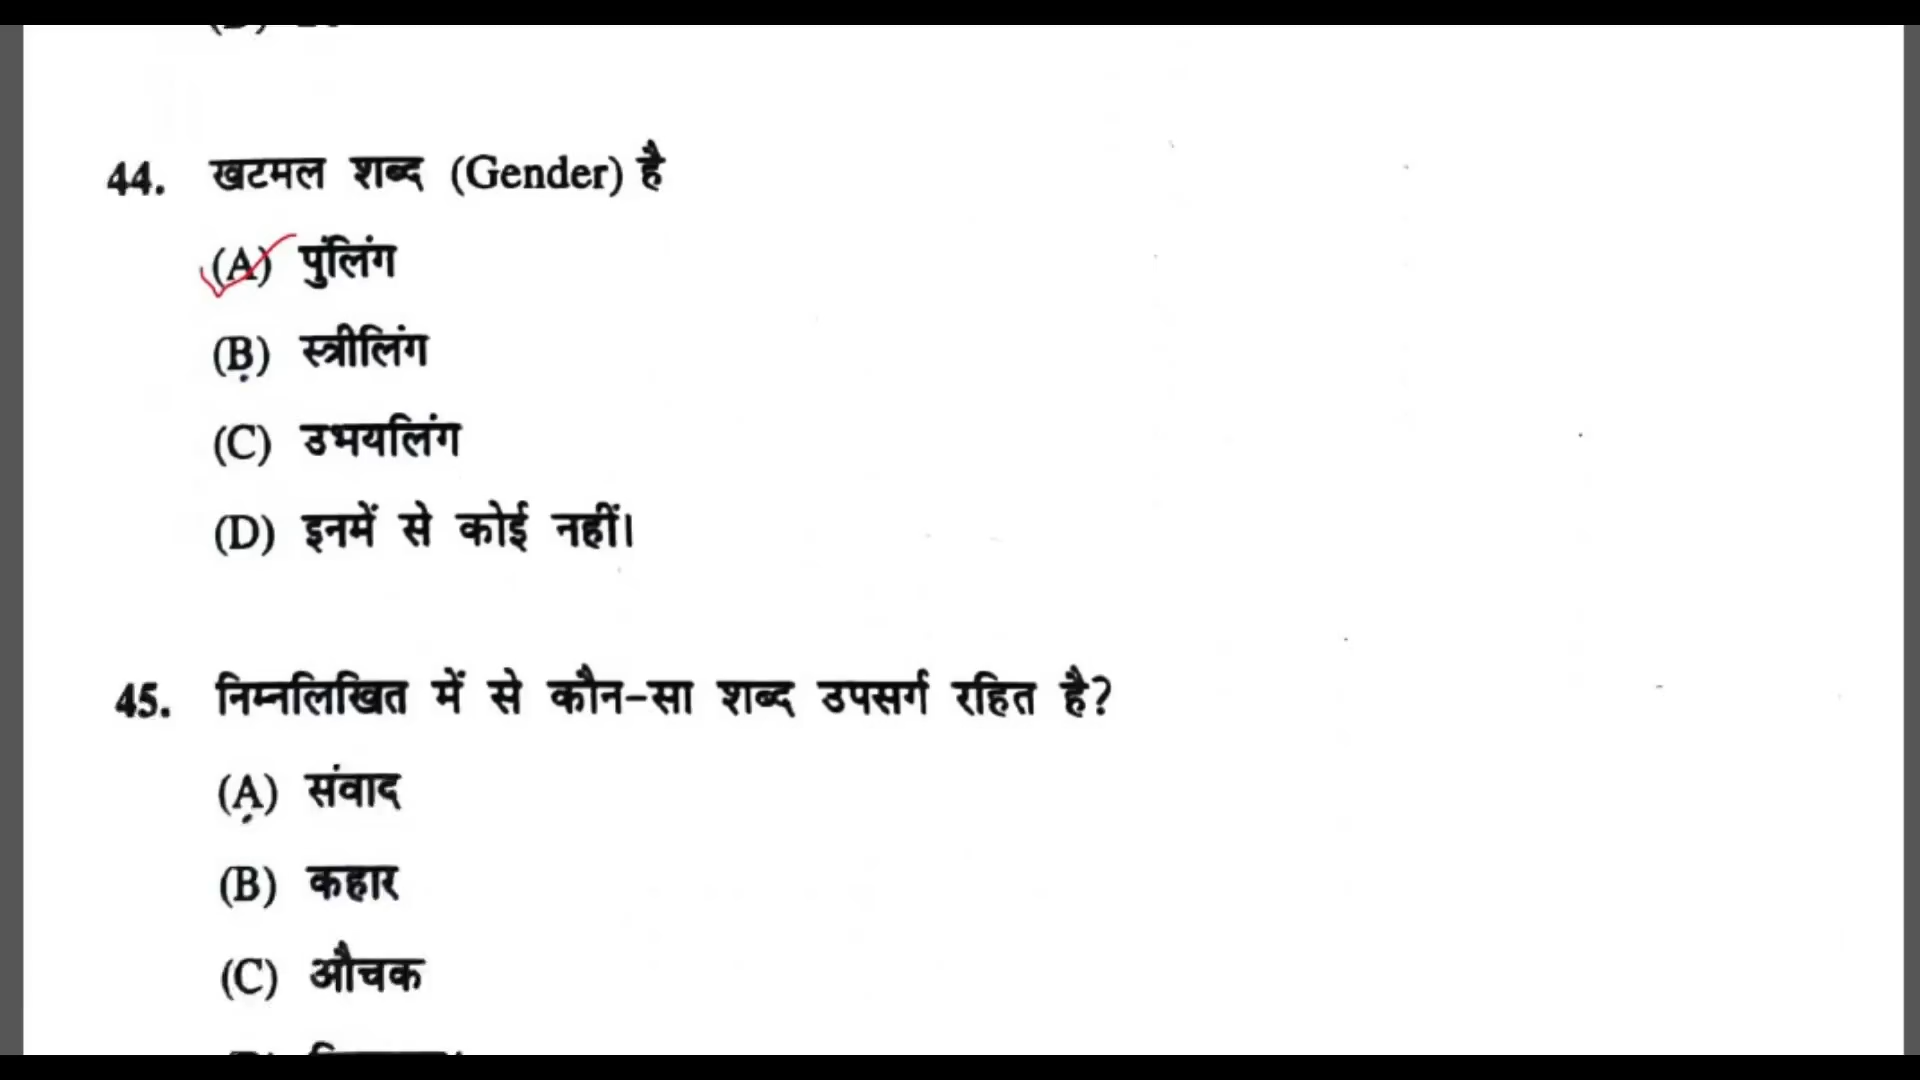 44. खटमल शब्द (Gender) है
(A) पुंलिंग
(B) स्त्रीलिंग
(C) उभयलिंग
(D) इनमें से कोई नहीं।
45. निम्नलिखित में से कौन-सा शब्द उपसर्ग रहित है?
(A) संवाद
(B) कहार
(C) औचक